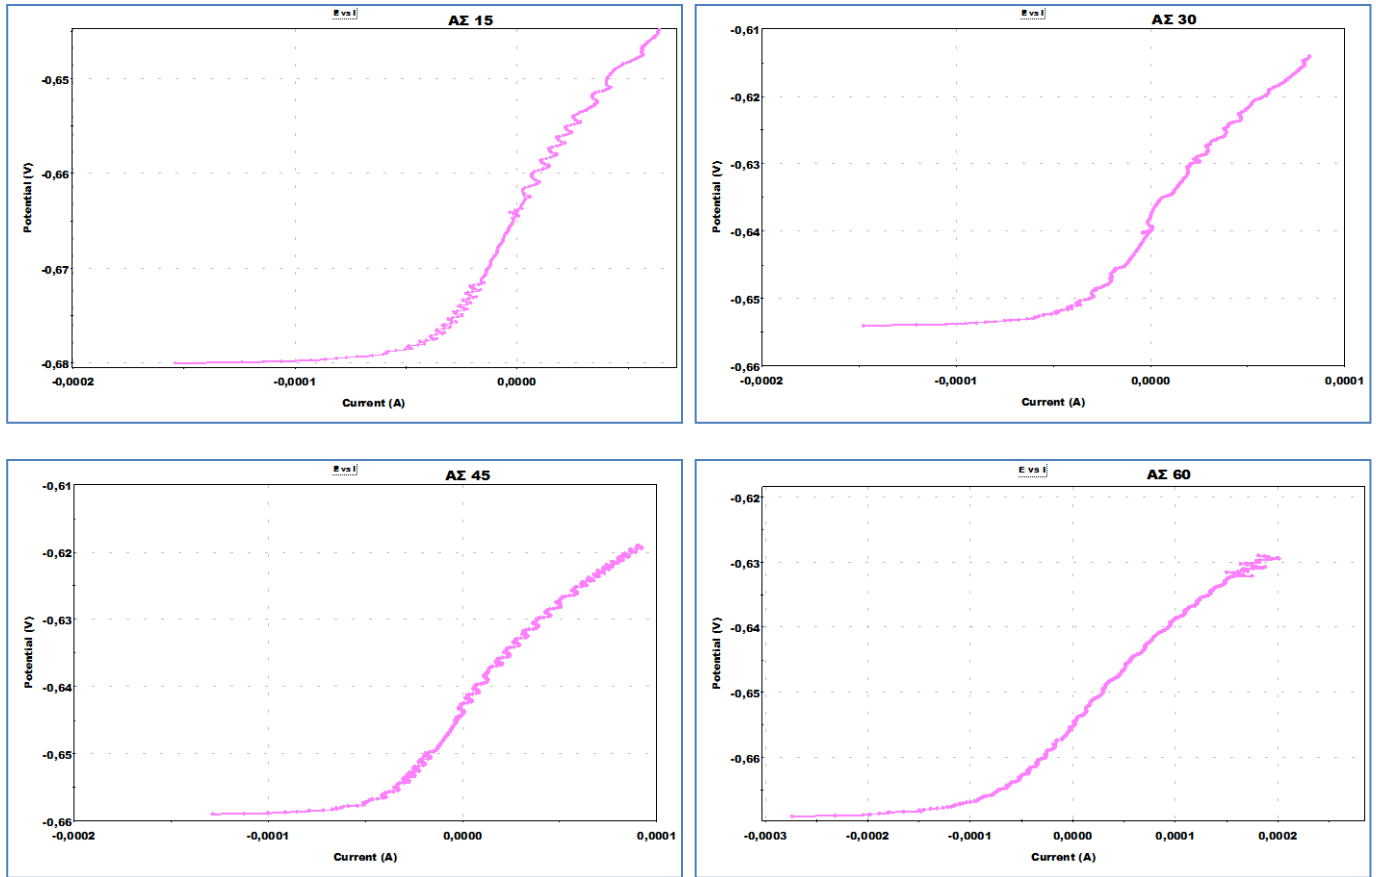 E vs I
AΣ 15
-0,65
-0,66
-0,67
-0,68
Potential (V)
-0,0002
-0,0001
0,0000
Current (A)
E vs I
AΣ 30
-0,61
-0,62
-0,63
-0,64
-0,65
-0,66
Potential (V)
-0,0002
-0,0001
0,0000
0,0001
Current (A)
E vs I
AΣ 45
-0,61
-0,62
-0,63
-0,64
-0,65
-0,66
Potential (V)
-0,0002
-0,0001
0,0000
0,0001
Current (A)
E vs I
AΣ 60
-0,62
-0,63
-0,64
-0,65
-0,66
Potential (V)
-0,0003
-0,0002
-0,0001
0,0000
0,0001
0,0002
Current (A)